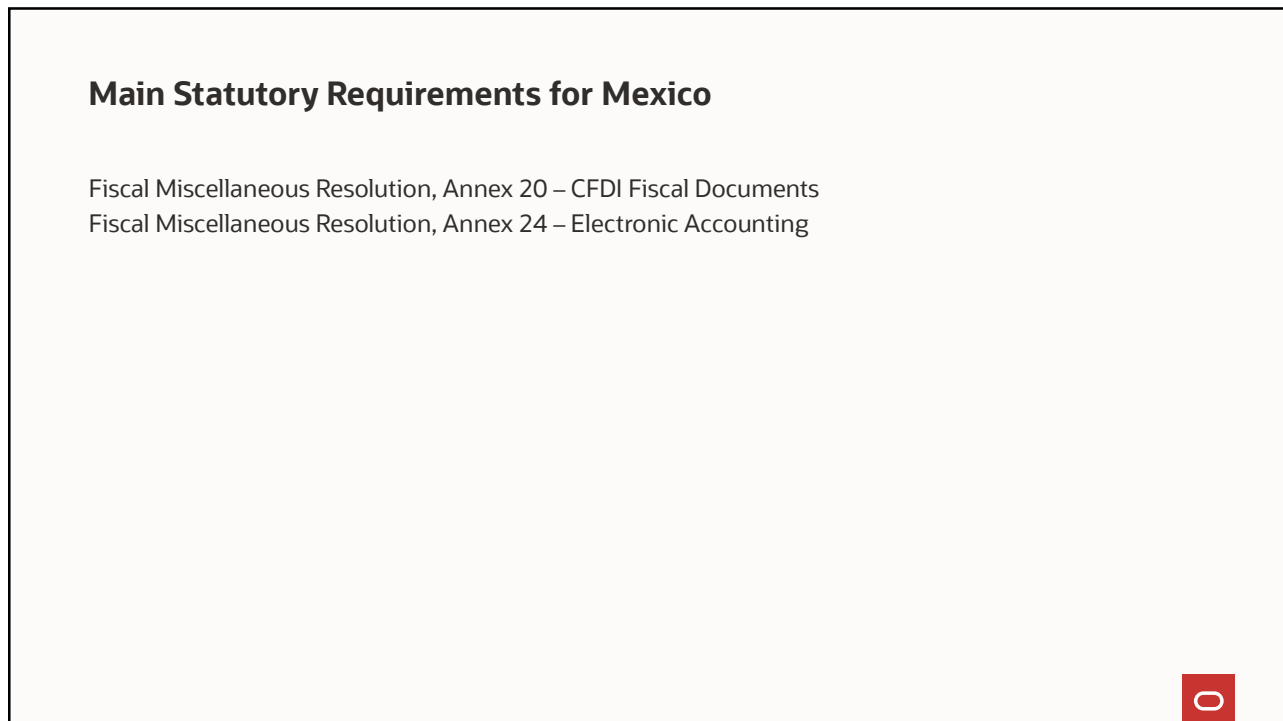 Main Statutory Requirements for Mexico
Fiscal Miscellaneous Resolution, Annex 20 – CFDI Fiscal Documents
Fiscal Miscellaneous Resolution, Annex 24 – Electronic Accounting